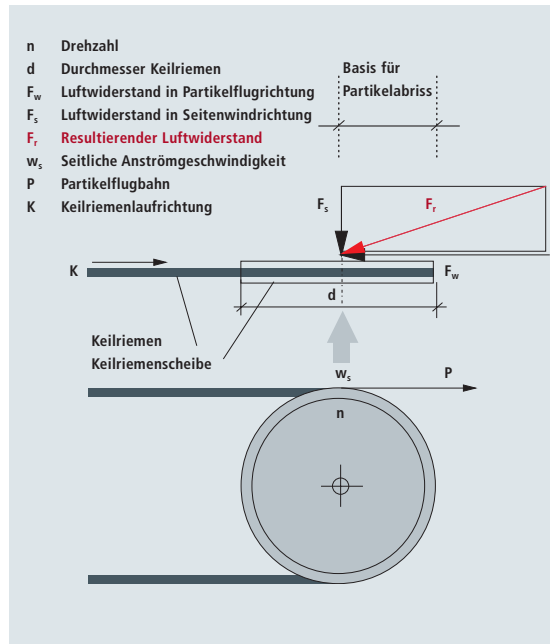 n Drehzahl
d Durchmesser Keilriemen
Fw Luftwiderstand in Partikelflugrichtung
Fs Luftwiderstand in Seitenwindrichtung
Fr Resultierender Luftwiderstand
ws Seitliche Anströmgeschwindigkeit
P Partikelflugbahn
K Keilriemenlaufrichtung
Basis für
Partikelabriss
Fs
Fr
K
Fw
d
Keilriemen
Keilriemenscheibe
ws
P
n